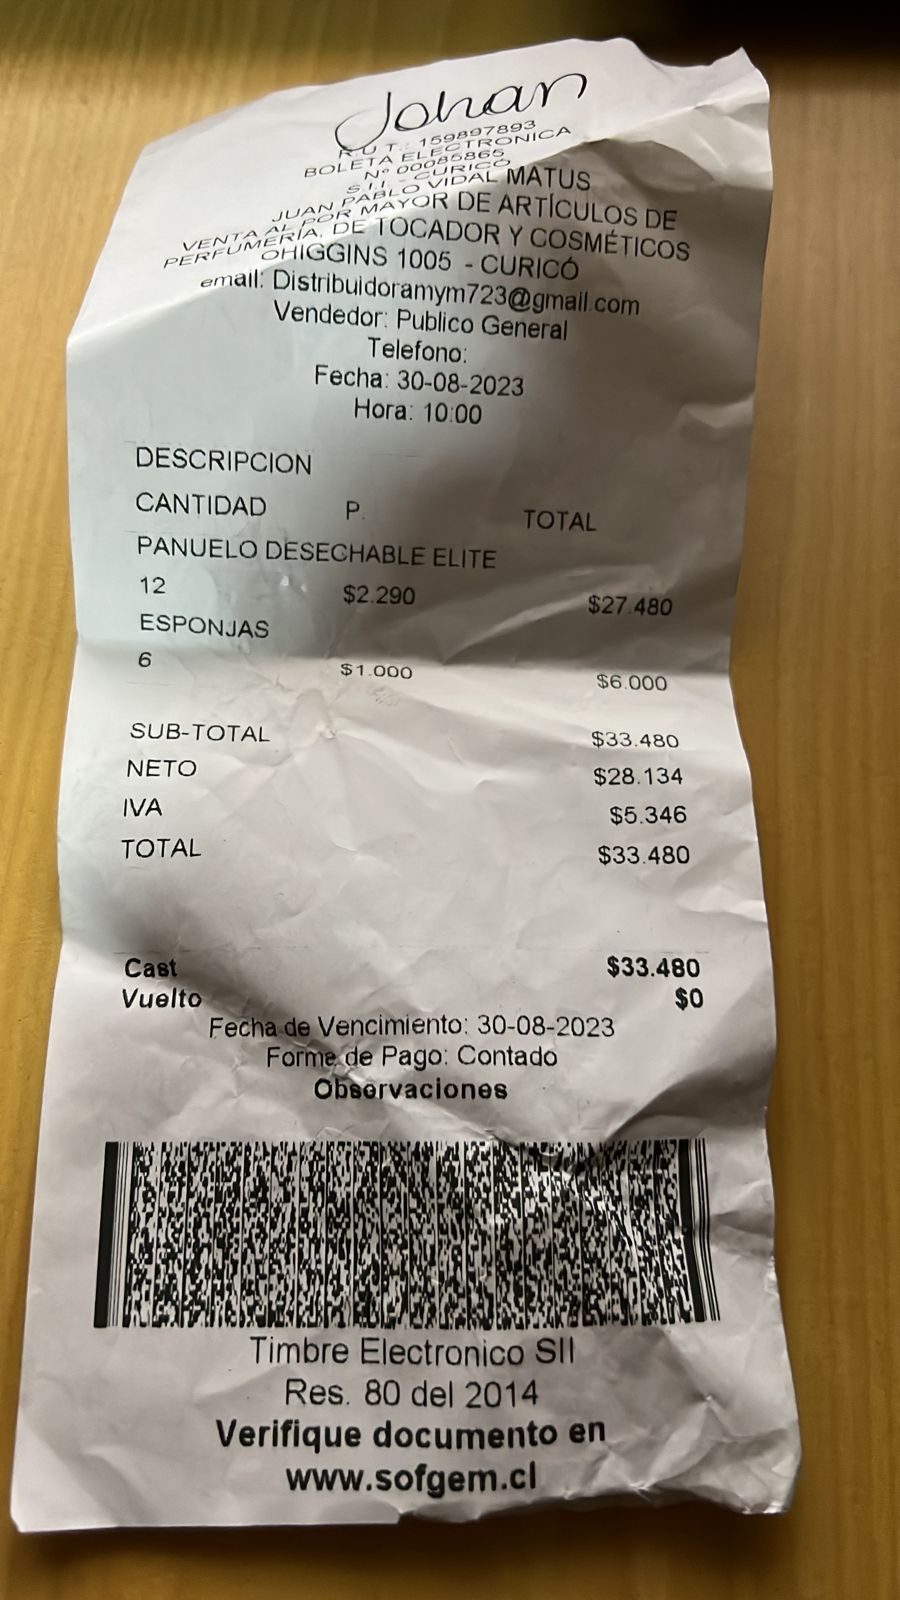 Johan
R.U.T.: 159897893
BOLETA ELECTRONICA
N° 00085865
S.I.I. - CURICO
JUAN PABLO VIDAL MATUS
VENTA AL POR MAYOR DE ARTÍCULOS DE
PERFUMERÍA, DE TOCADOR Y COSMÉTICOS
OHIGGINS 1005 - CURICÓ
email: Distribuidoramym723@gmail.com
Vendedor: Publico General
Telefono:
Fecha: 30-08-2023
Hora: 10:00
DESCRIPCION
CANTIDAD P. TOTAL
PANUELO DESECHABLE ELITE
12 $2.290 $27.480
ESPONJAS
6 $1.000 $6.000
SUB-TOTAL $33.480
NETO $28.134
IVA $5.346
TOTAL $33.480
Cast $33.480
Vuelto $0
Fecha de Vencimiento: 30-08-2023
Forme de Pago: Contado
Observaciones
Timbre Electronico SII
Res. 80 del 2014
Verifique documento en
www.sofgem.cl